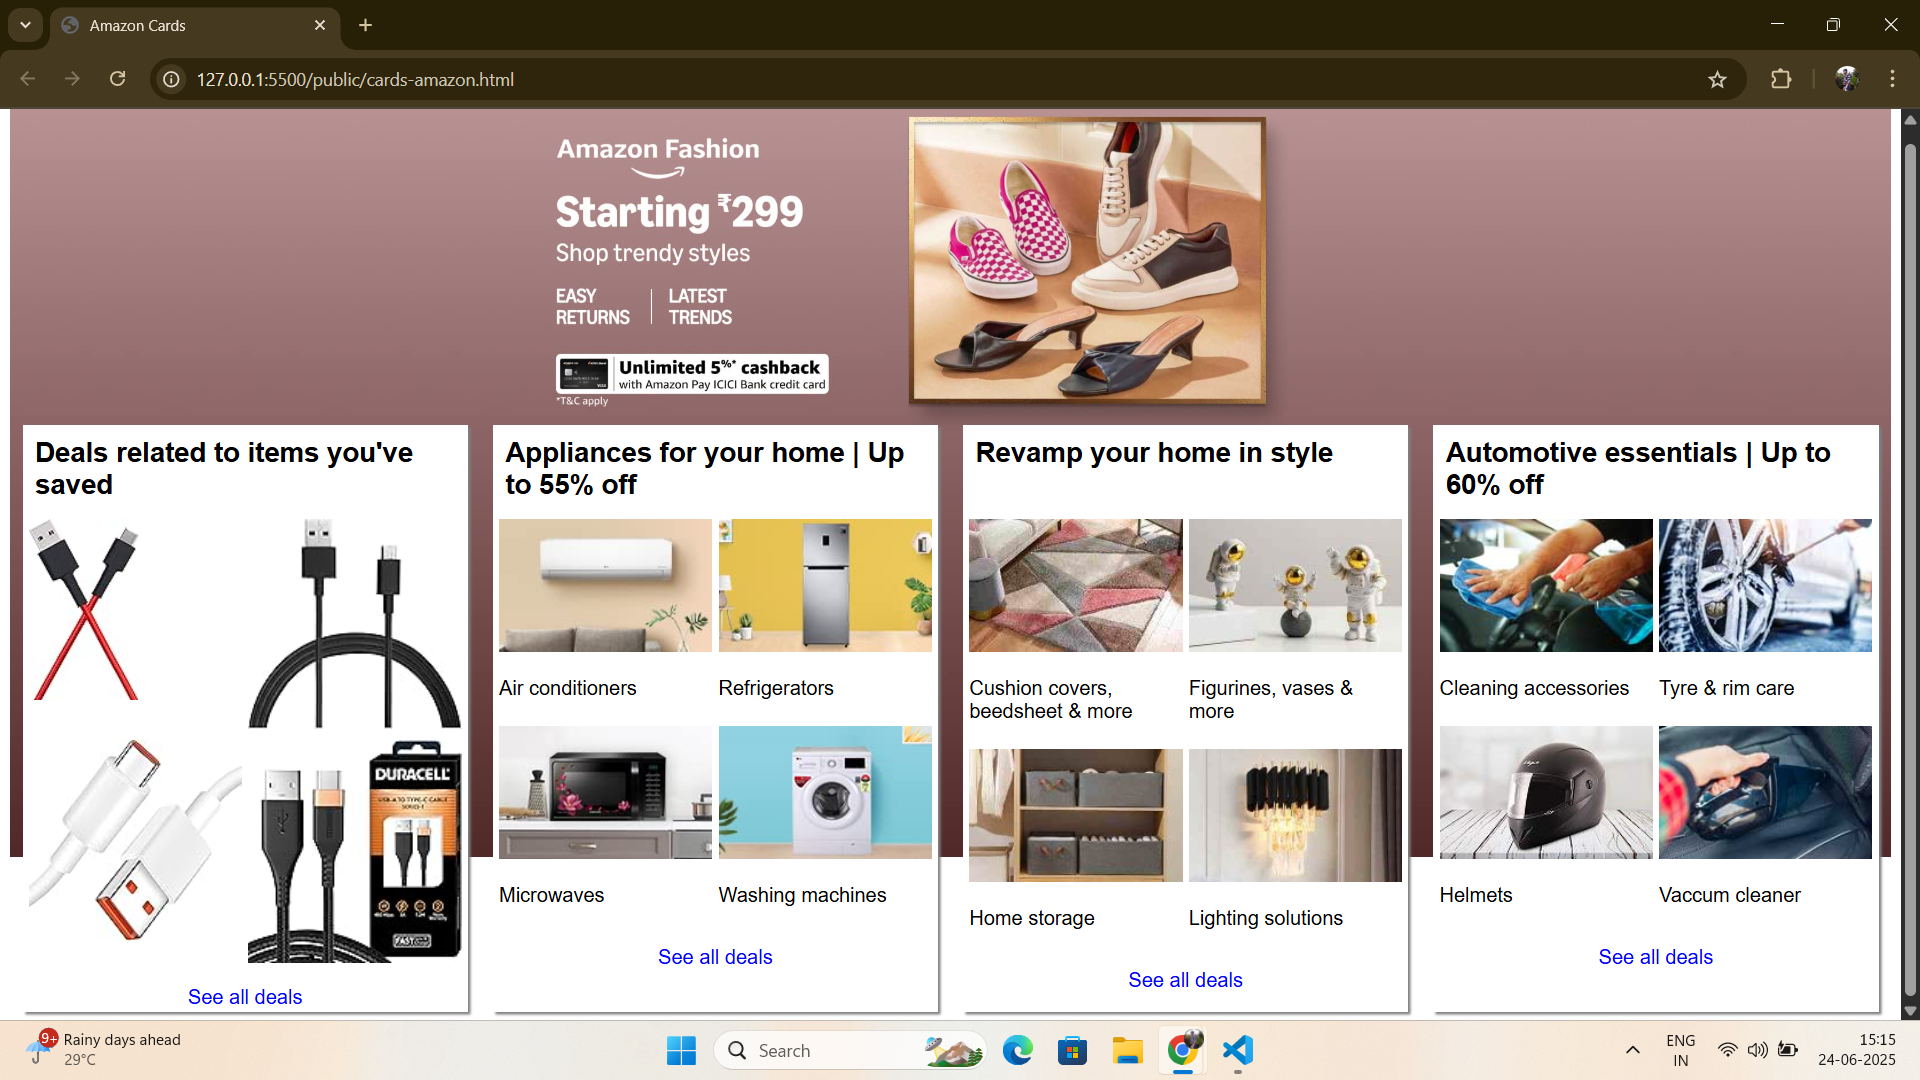 Amazon Cards
127.0.0.1:5500/public/cards-amazon.html
Amazon Fashion
Starting ₹299
Shop trendy styles
EASY RETURNS
LATEST TRENDS
Unlimited 5%* cashback
with Amazon Pay ICICI Bank credit card
*T&C apply
Deals related to items you've
saved
DURACELL
USB-A TO TYPE-C CABLE
See all deals
Appliances for your home | Up
to 55% off
Air conditioners
Refrigerators
Microwaves
Washing machines
See all deals
Revamp your home in style
Cushion covers,
beedsheet & more
Figurines, vases &
more
Home storage
Lighting solutions
See all deals
Automotive essentials | Up to
60% off
Cleaning accessories
Tyre & rim care
Helmets
Vaccum cleaner
See all deals
9+
Rainy days ahead
29°C
Search
ENG
IN
15:15
24-06-2025